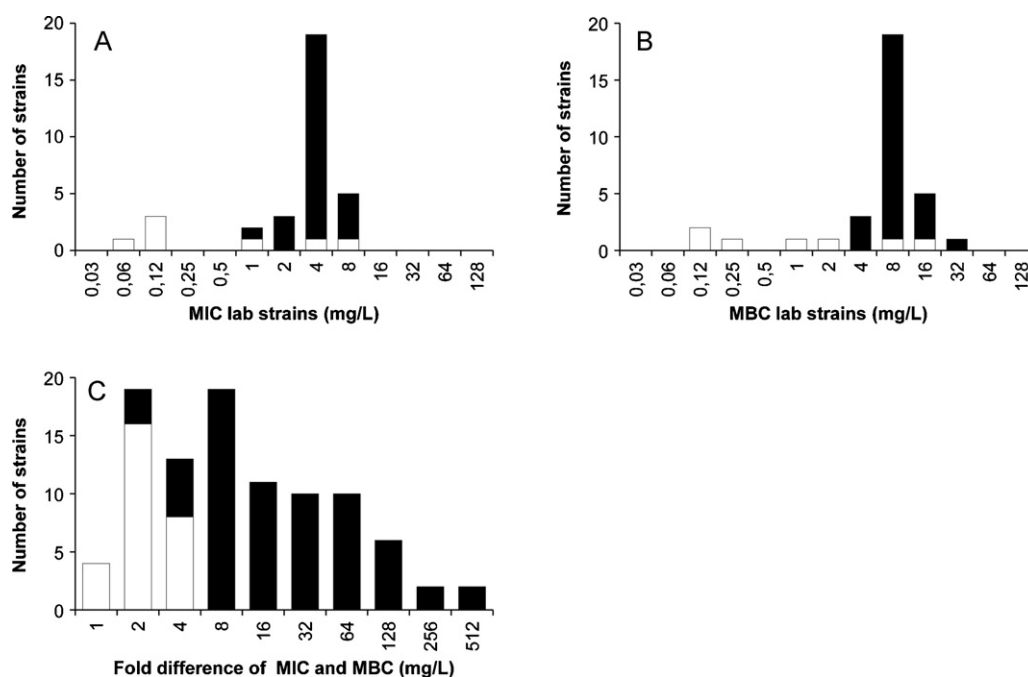 A
Number of strains
20
15
10
5
0
0,03 0,06 0,12 0,25 0,5 1 2 4 8 16 32 64 128
MIC lab strains (mg/L)
B
Number of strains
20
15
10
5
0
0,03 0,06 0,12 0,25 0,5 1 2 4 8 16 32 64 128
MBC lab strains (mg/L)
C
Number of strains
20
15
10
5
0
1 2 4 8 16 32 64 128 256 512
Fold difference of MIC and MBC (mg/L)